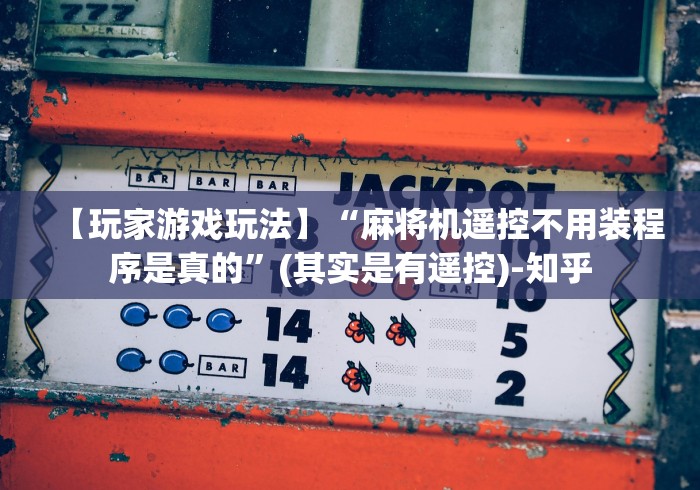 777
CENTER LINE
BAR BAR BAR
JACKPOT
【玩家游戏玩法】“麻将机遥控不用装程
序是真的”(其实是有遥控)-知乎
BAR
10
14
5
BAR
14
2